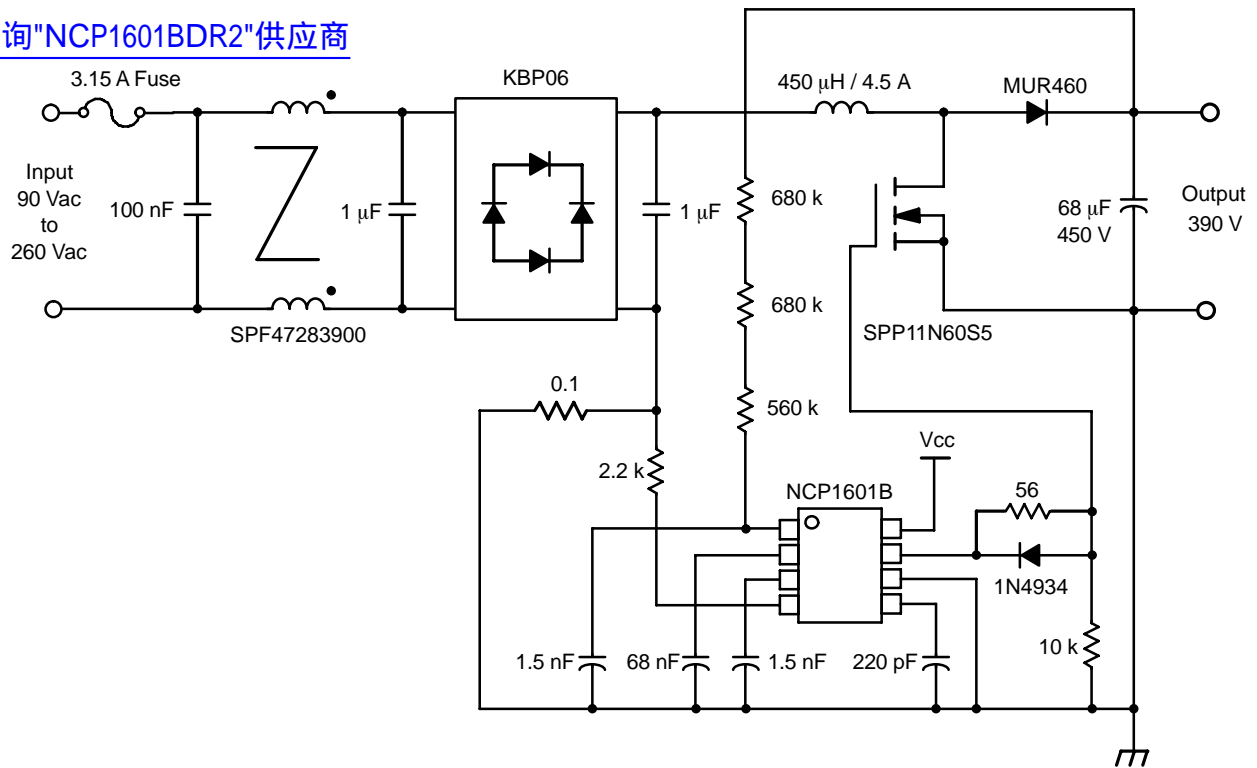 询"NCP1601BDR2"供应商
3.15 A Fuse
KBP06
450 μH / 4.5 A
MUR460
Input
90 Vac
to
260 Vac
100 nF
1 μF
1 μF
680 k
68 μF
450 V
Output
390 V
680 k
SPF47283900
SPP11N60S5
0.1
560 k
2.2 k
Vcc
NCP1601B
56
1N4934
1.5 nF
68 nF
1.5 nF
220 pF
10 k